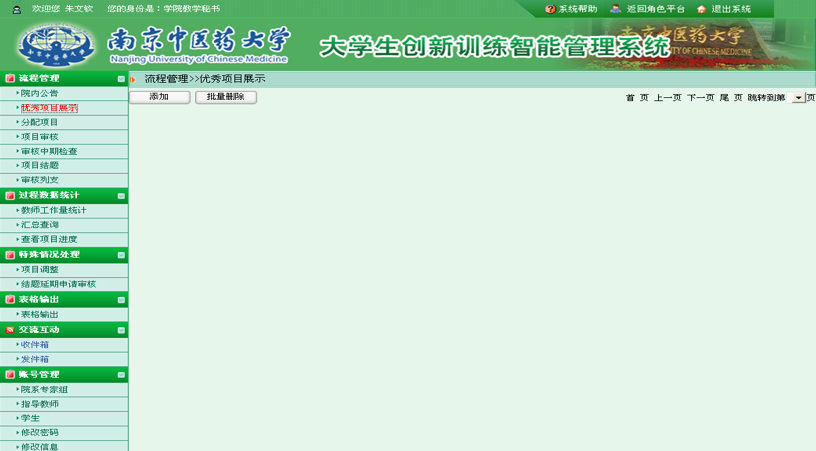 欢迎您 朱文钦 您的身份是：学院教学秘书 系统帮助 返回角色平台 退出系统
南京中医药大学
Nanjing University of Chinese Medicine
大学生创新训练智能管理系统
流程管理
院内公告
优秀项目展示
分配项目
项目审核
审核中期检查
项目结题
审核列支
过程数据统计
教师工作量统计
汇总查询
查看项目进度
特殊情况处理
项目调整
结题延期申请审核
表格输出
表格输出
交流互动
收件箱
发件箱
账号管理
院系专家组
指导教师
学生
修改密码
修改信息
流程管理>>优秀项目展示
添加 批量删除 首 页 上一页 下一页 尾 页 跳转到第 页